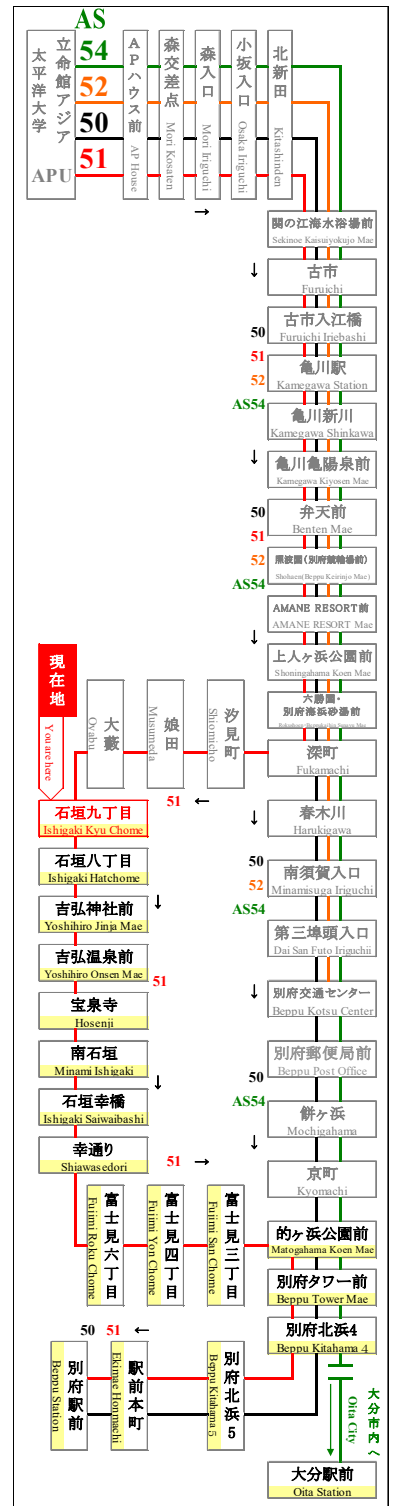 AS
54
52
50
51
立命館アジア
太平洋大学
APU
APハウス前
AP House
森交差点
Mori Kosaten
森入口
Mori Iriguchi
小坂入口
Osaka Iriguchi
北新田
Kitashinden
→
関の江海水浴場前
Sekinoe Kaisuiyokujo Mae
↓
古市
Furuichi
古市入江橋
Furuichi Iriebashi
50
51
52
AS54
亀川駅
Kamegawa Station
亀川新川
Kamegawa Shinkawa
↓
亀川亀陽泉前
Kamegawa Kiyosen Mae
50
51
52
AS54
弁天前
Benten Mae
照波園(別府競輪場前)
Shohaen(Beppu Keirinjo Mae)
AMANE RESORT前
AMANE RESORT Mae
↓
上人ヶ浜公園前
Shoningahama Koen Mae
六勝園・
別府海浜砂湯前
深町
Fukamachi
汐見町
Shiomicho
娘田
Musumeda
大藪
Oyabu
現在地
You are here
51
←
石垣九丁目
Ishigaki Kyu Chome
石垣八丁目
Ishigaki Hatchome
吉弘神社前
Yoshihiro Jinja Mae
↓
吉弘温泉前
Yoshihiro Onsen Mae
51
宝泉寺
Hosenji
南石垣
Minami Ishigaki
↓
石垣幸橋
Ishigaki Saiwaibashi
幸通り
Shiawasedori
51
→
富士見六丁目
Fujimi Roku Chome
富士見四丁目
Fujimi Yon Chome
富士見三丁目
Fujimi San Chome
↓
春木川
Harukigawa
50
52
AS54
南須賀入口
Minamisuga Iriguchi
第三埠頭入口
Dai San Futo Iriguchii
↓
別府交通センター
Beppu Kotsu Center
別府郵便局前
Beppu Post Office
50
AS54
餅ヶ浜
Mochigahama
↓
京町
Kyomachi
的ヶ浜公園前
Matogahama Koen Mae
別府タワー前
Beppu Tower Mae
別府北浜4
Beppu Kitahama 4
50
51
←
別府北浜5
Beppu Kitahama 5
駅前本町
Ekimae Honmachi
別府駅前
Beppu Station
大分市内へ
Oita City
大分駅前
Oita Station